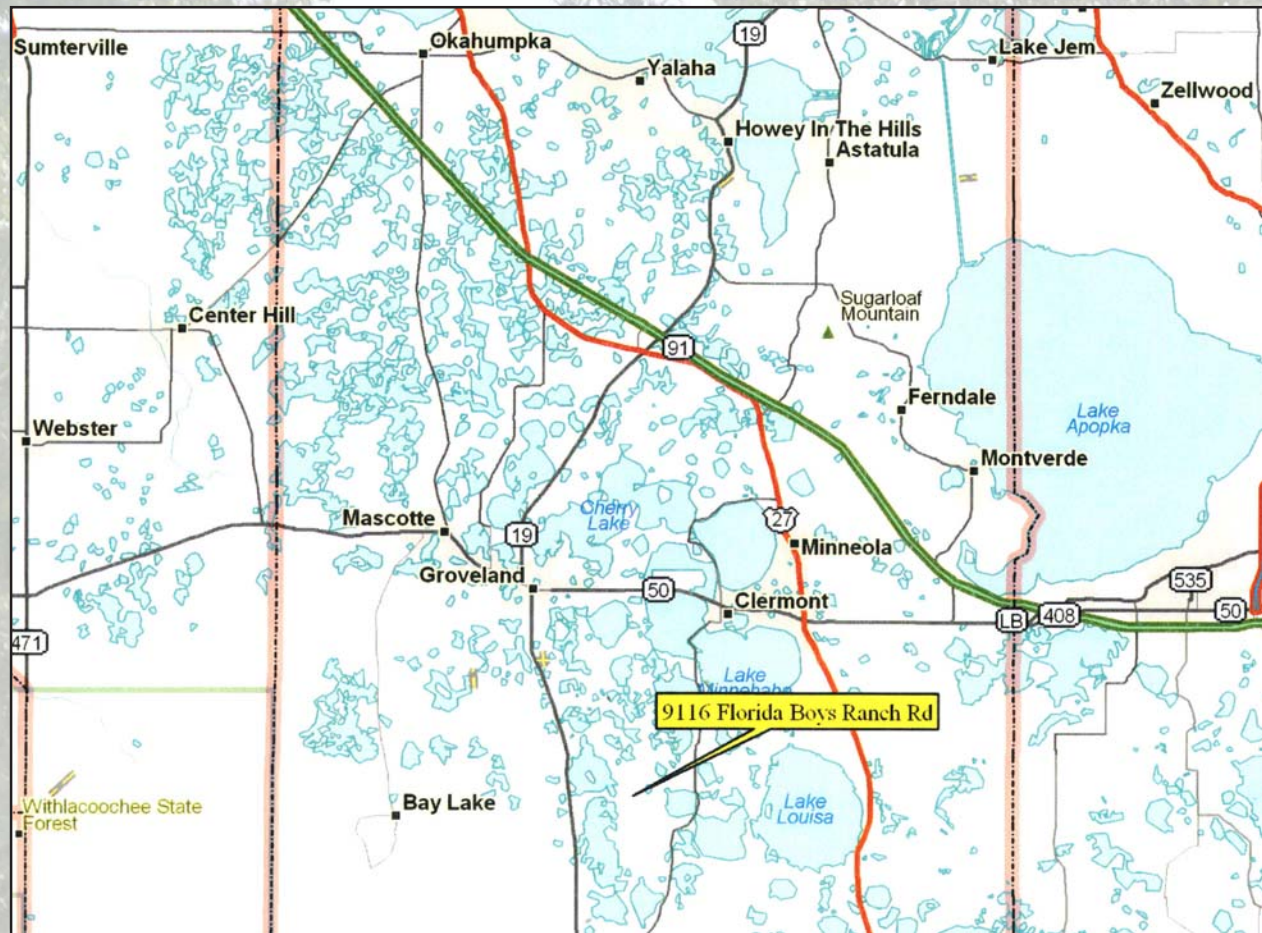 Sumterville
Okahumpka
19
Lake Jem
Yalaha
Zellwood
Howey In The Hills
Astatula
Sugarloaf
Mountain
Center Hill
91
Ferndale
Lake
Apopka
Webster
Montverde
Cherry
Lake
Mascotte
19
27
Minneola
Groveland
50
Clermont
535
LB
408
50
471
Lake
Minnehaha
9116 Florida Boys Ranch Rd
Withlacoochee State
Forest
Bay Lake
Lake
Louisa